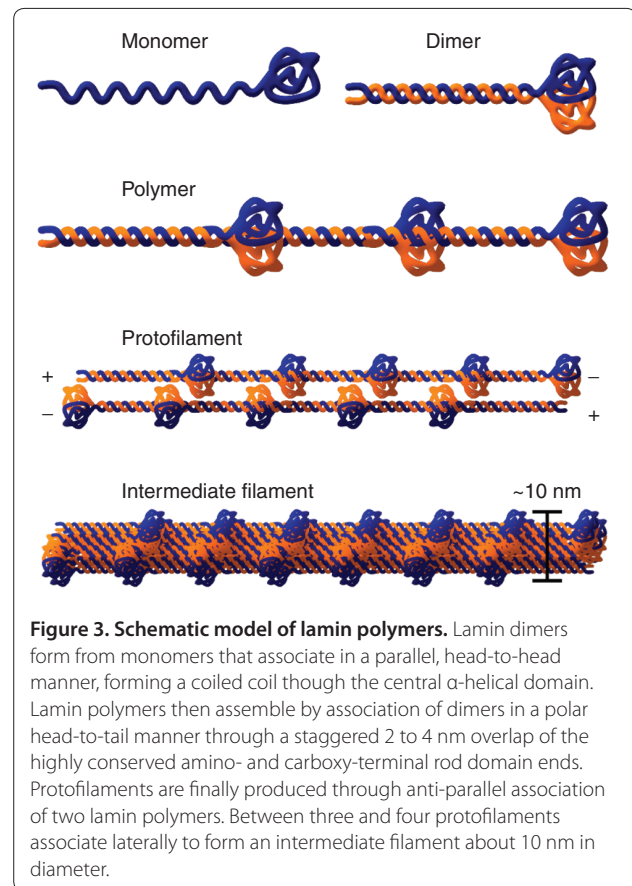 Monomer
Dimer
Polymer
Protofilament
+
–
–
+
Intermediate filament
~10 nm
Figure 3. Schematic model of lamin polymers. Lamin dimers
form from monomers that associate in a parallel, head-to-head
manner, forming a coiled coil though the central α-helical domain.
Lamin polymers then assemble by association of dimers in a polar
head-to-tail manner through a staggered 2 to 4 nm overlap of the
highly conserved amino- and carboxy-terminal rod domain ends.
Protofilaments are finally produced through anti-parallel association
of two lamin polymers. Between three and four protofilaments
associate laterally to form an intermediate filament about 10 nm in
diameter.